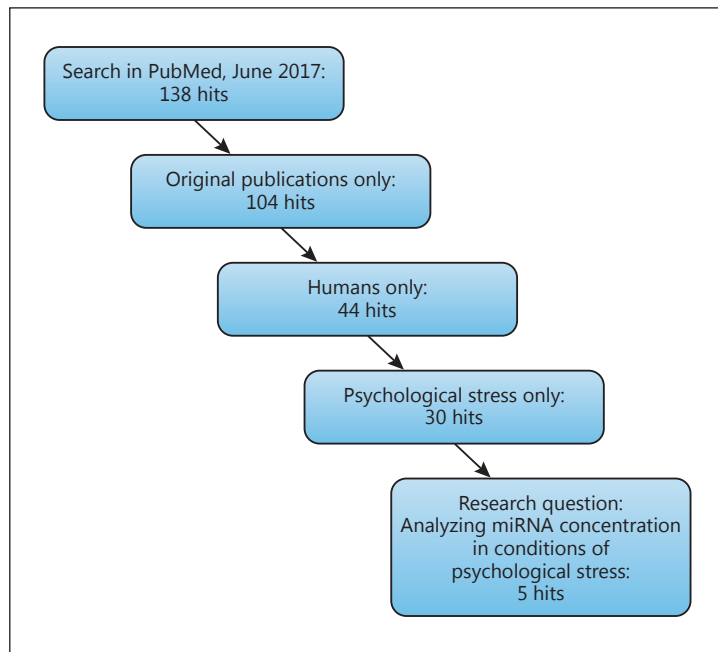 Search in PubMed, June 2017:
138 hits
Original publications only:
104 hits
Humans only:
44 hits
Psychological stress only:
30 hits
Research question:
Analyzing miRNA concentration
in conditions of
psychological stress:
5 hits